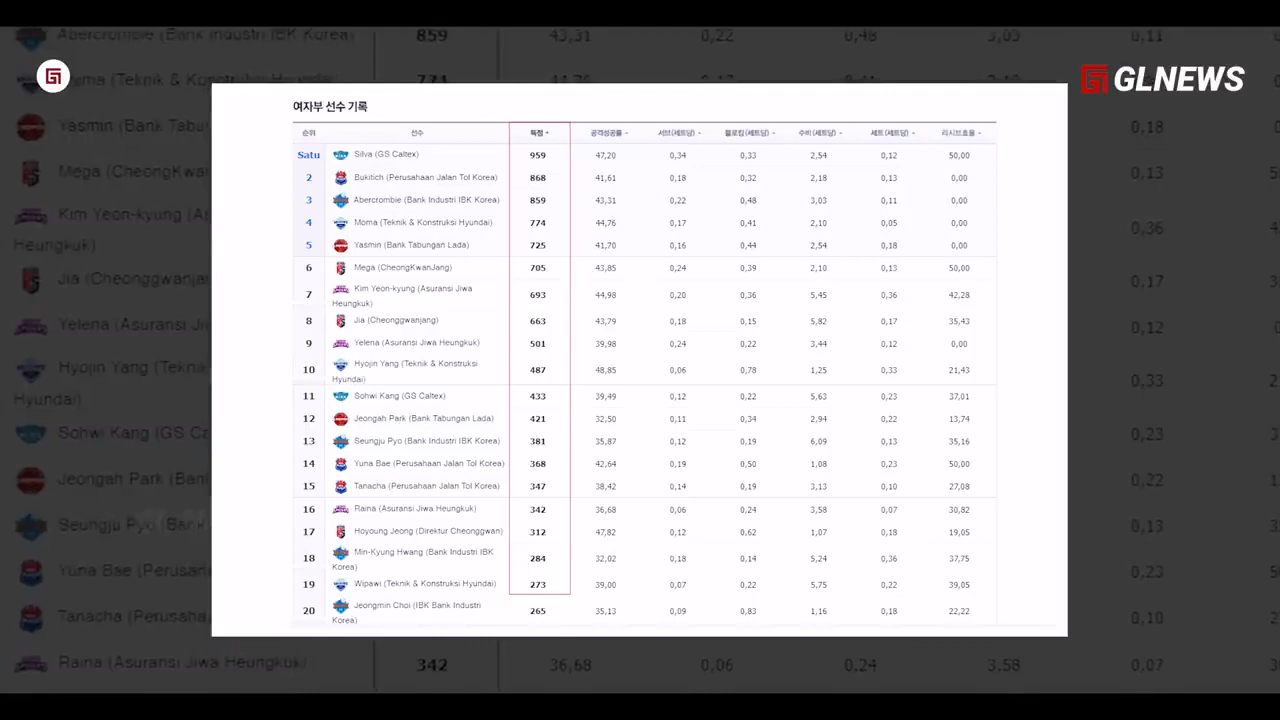 GLNEWS
여자부 선수 기록
순위 선수 득점 공격성공률 서브(세트당) 블로킹(세트당) 수비(세트당) 세트(세트당) 리시브효율
Satu Silva (GS Caltex) 959 47,20 0,34 0,33 2,54 0,12 50,00
2 Bukitich (Perusahaan Jalan Tol Korea) 868 41,61 0,18 0,32 2,18 0,13 0,00
3 Abercrombie (Bank Industri IBK Korea) 859 43,31 0,22 0,48 3,03 0,11 0,00
4 Moma (Teknik & Konstruksi Hyundai) 774 44,76 0,17 0,41 2,10 0,05 0,00
5 Yasmin (Bank Tabungan Lada) 725 41,70 0,16 0,44 2,54 0,18 0,00
6 Mega (CheongKwanJang) 705 43,85 0,24 0,39 2,10 0,13 50,00
7 Kim Yeon-kyung (Asuransi Jiwa Heungkuk) 693 44,98 0,20 0,36 5,45 0,36 42,28
8 Jia (Cheonggwanjang) 663 43,79 0,18 0,15 5,82 0,17 35,43
9 Yelena (Asuransi Jiwa Heungkuk) 501 39,98 0,24 0,22 3,44 0,12 0,00
10 Hyojin Yang (Teknik & Konstruksi Hyundai) 487 48,85 0,06 0,78 1,25 0,33 21,43
11 Sohwi Kang (GS Caltex) 433 39,49 0,12 0,22 5,63 0,23 37,01
12 Jeongah Park (Bank Tabungan Lada) 421 32,50 0,11 0,34 2,94 0,22 13,74
13 Seungju Pyo (Bank Industri IBK Korea) 381 35,87 0,12 0,19 6,09 0,13 35,16
14 Yuna Bae (Perusahaan Jalan Tol Korea) 368 42,64 0,19 0,50 1,08 0,23 50,00
15 Tanacha (Perusahaan Jalan Tol Korea) 347 38,42 0,14 0,19 3,13 0,10 27,08
16 Raina (Asuransi Jiwa Heungkuk) 342 36,68 0,06 0,24 3,58 0,07 30,82
17 Hoyoung Jeong (Direktur Cheonggwan) 312 47,82 0,12 0,62 1,07 0,18 19,05
18 Min-Kyung Hwang (Bank Industri IBK Korea) 284 32,02 0,18 0,14 5,24 0,36 37,75
19 Wipawi (Teknik & Konstruksi Hyundai) 273 39,00 0,07 0,22 5,75 0,22 39,05
20 Jeongmin Choi (IBK Bank Industri Korea) 265 35,13 0,09 0,83 1,16 0,18 22,22
Raina (Asuransi Jiwa Heungkuk) 342 36,68 0,06 0,24 3.58 0.07